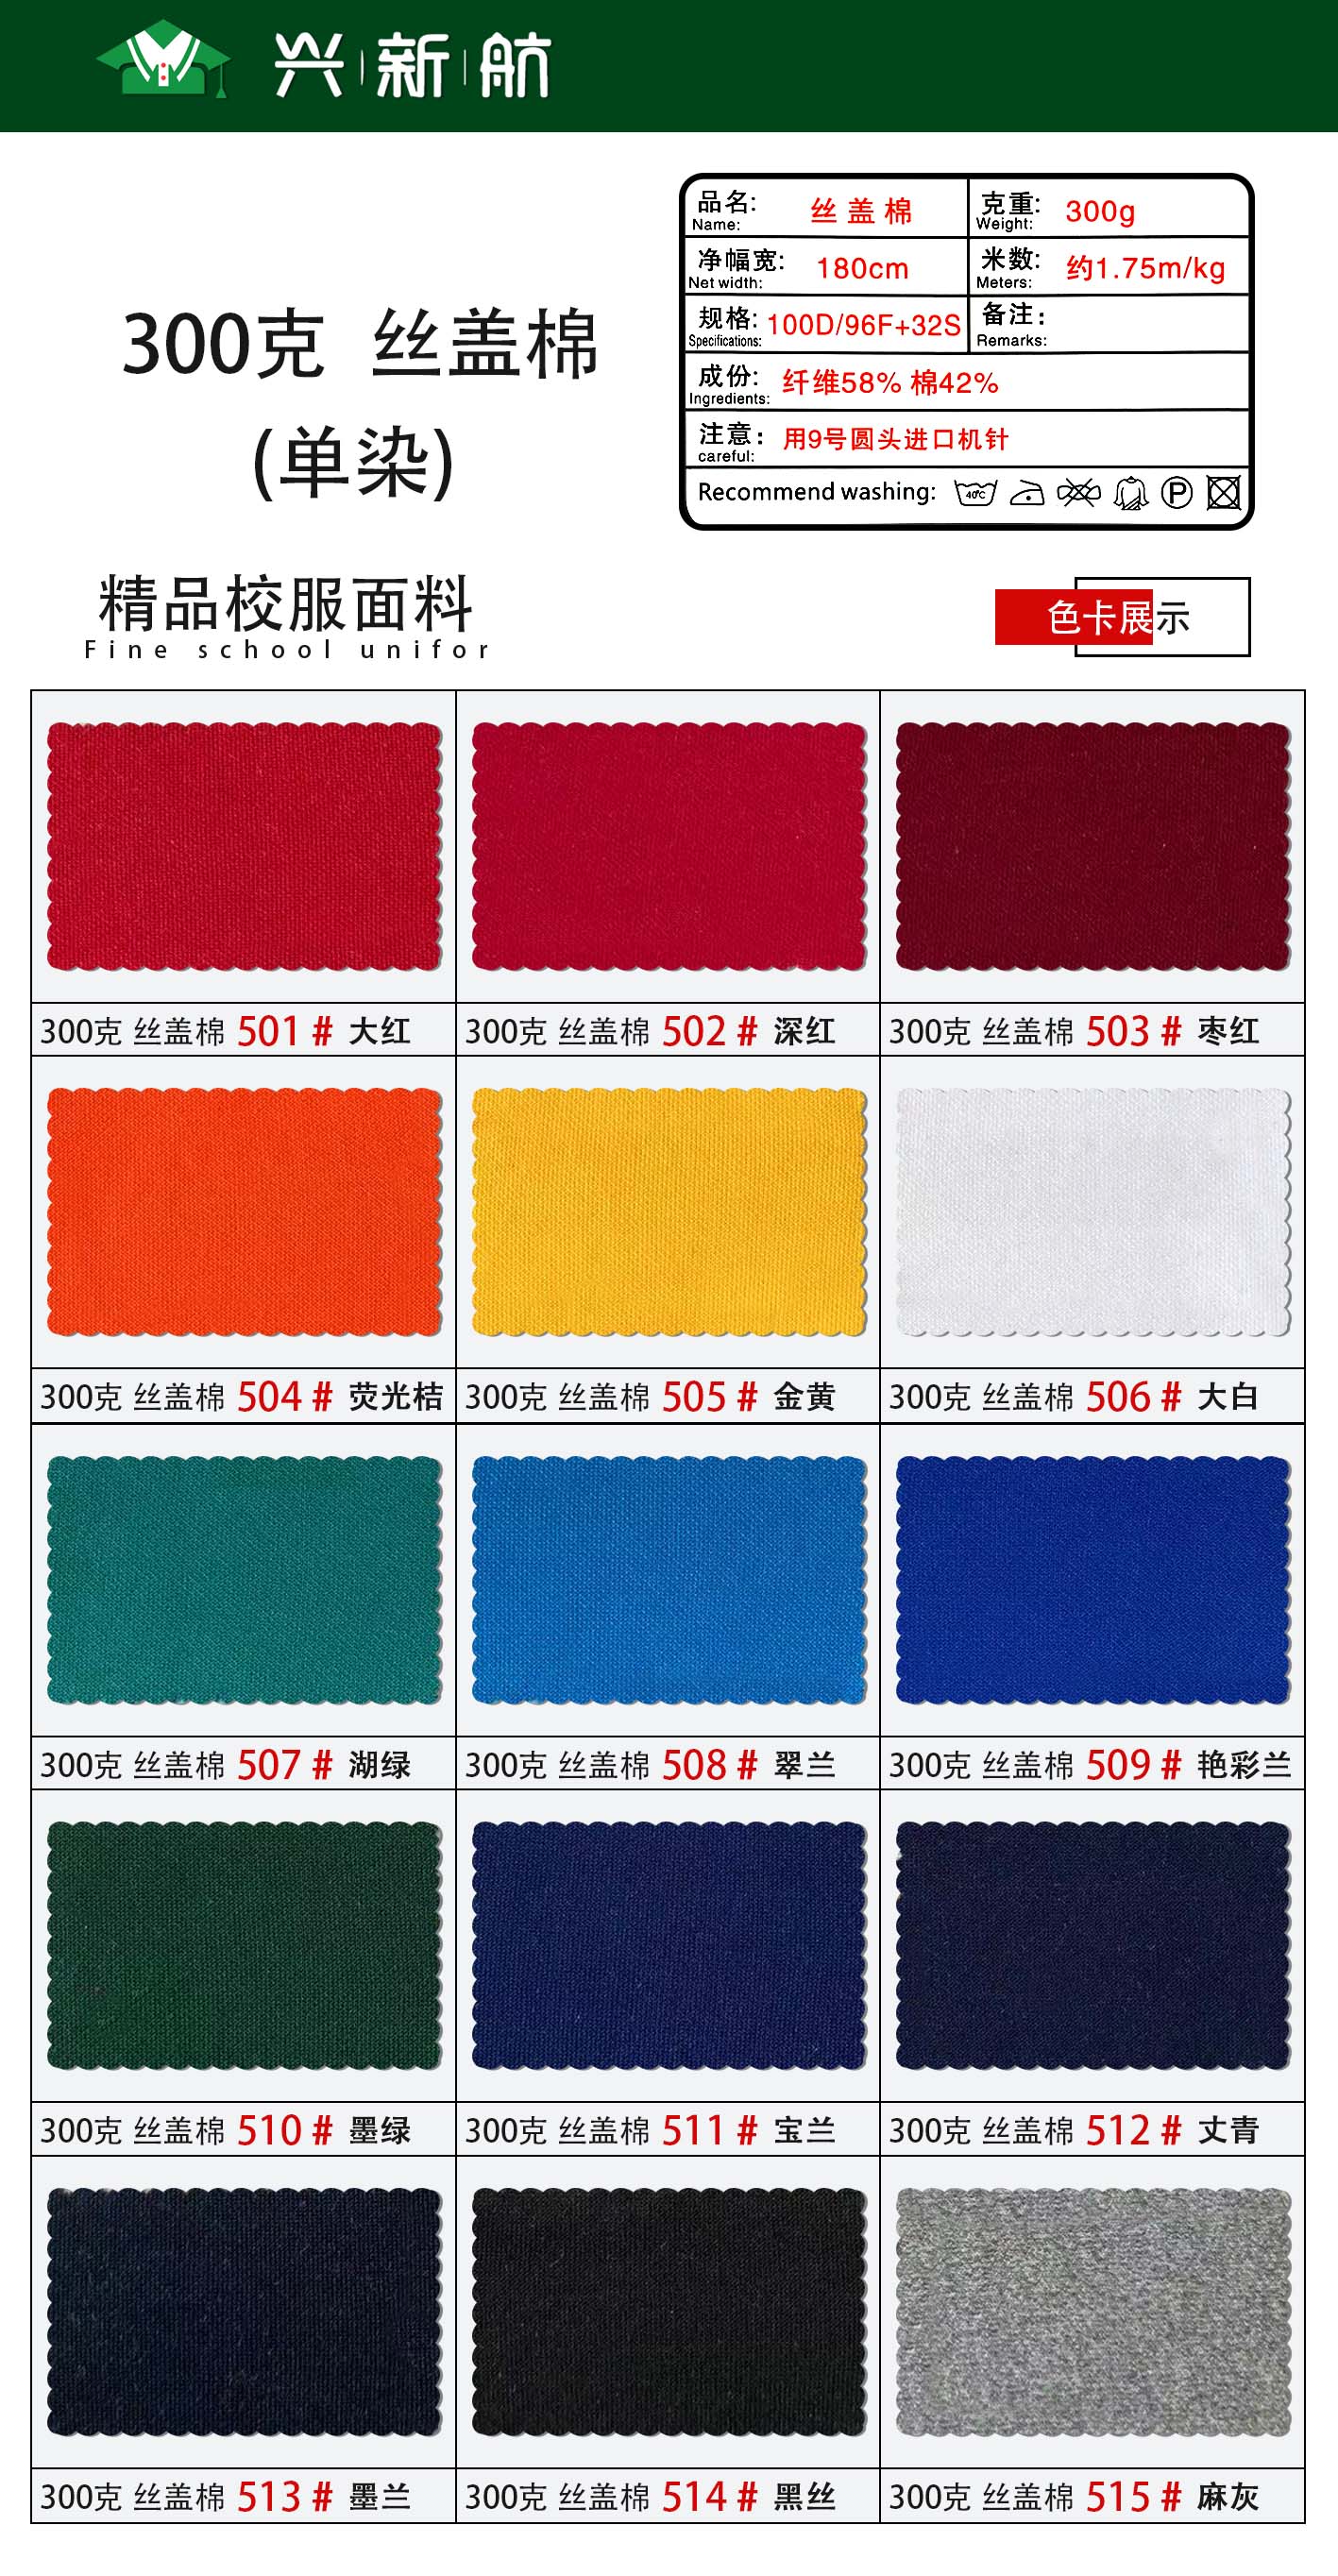 兴新航
品名: 丝盖棉 克重: 300g
Name: Weight:
净幅宽: 180cm 米数: 约1.75m/kg
Net width: Meters:
规格: 100D/96F+32S 备注:
Specifications: Remarks:
成份: 纤维58% 棉42%
Ingredients:
注意: 用9号圆头进口机针
careful:
Recommend washing: 40°C P
300克 丝盖棉
(单染)
精品校服面料
Fine school unifor
色卡展示
300克 丝盖棉 501 # 大红
300克 丝盖棉 502 # 深红
300克 丝盖棉 503 # 枣红
300克 丝盖棉 504 # 荧光桔
300克 丝盖棉 505 # 金黄
300克 丝盖棉 506 # 大白
300克 丝盖棉 507 # 湖绿
300克 丝盖棉 508 # 翠兰
300克 丝盖棉 509 # 艳彩兰
300克 丝盖棉 510 # 墨绿
300克 丝盖棉 511 # 宝兰
300克 丝盖棉 512 # 丈青
300克 丝盖棉 513 # 墨兰
300克 丝盖棉 514 # 黑丝
300克 丝盖棉 515 # 麻灰